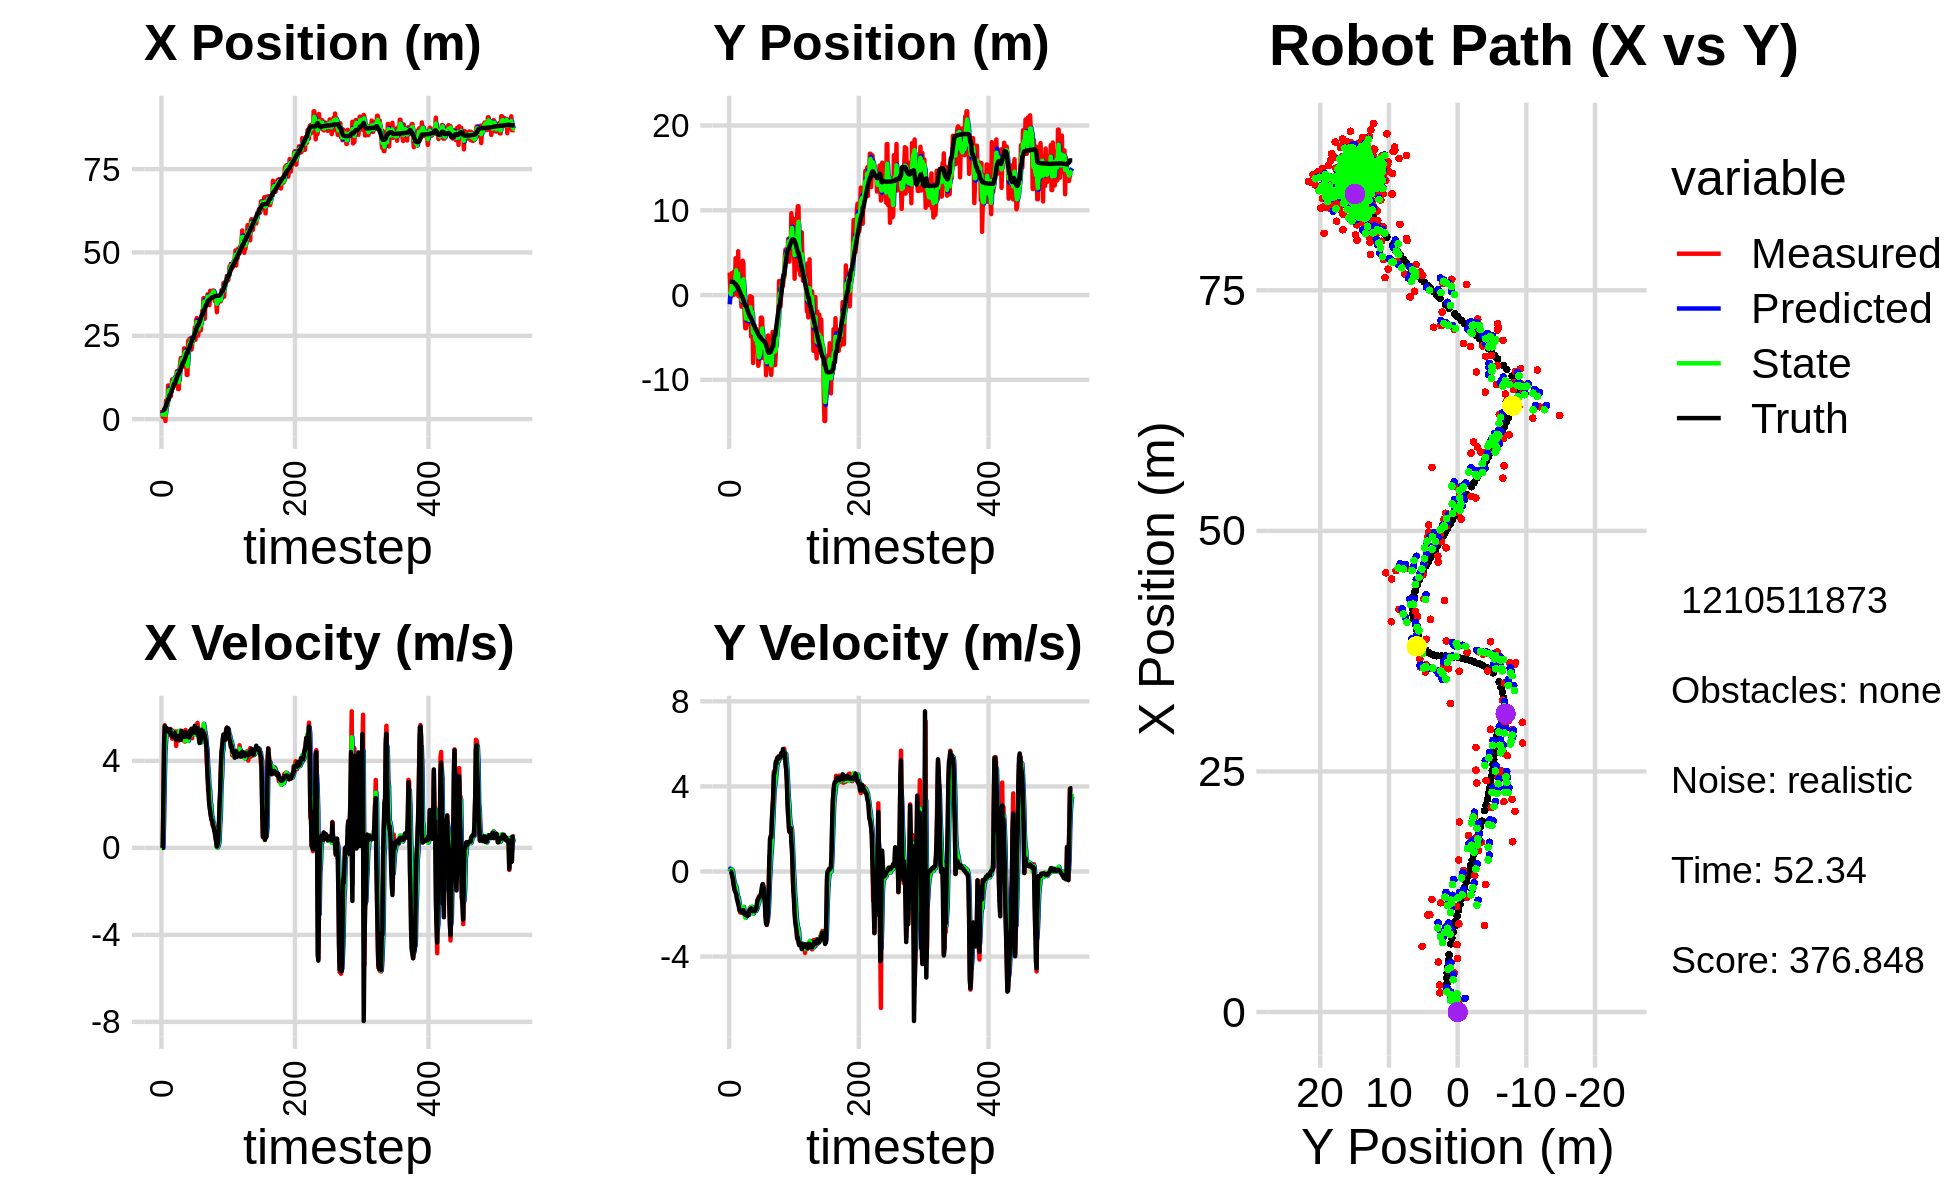 X Position (m)
75
50
25
0
0
200
400
timestep
Y Position (m)
20
10
0
-10
0
200
400
timestep
X Velocity (m/s)
4
0
-4
-8
0
200
400
timestep
Y Velocity (m/s)
8
4
0
-4
0
200
400
timestep
Robot Path (X vs Y)
X Position (m)
75
50
25
0
20 10 0 -10 -20
Y Position (m)
variable
Measured
Predicted
State
Truth
1210511873
Obstacles: none
Noise: realistic
Time: 52.34
Score: 376.848